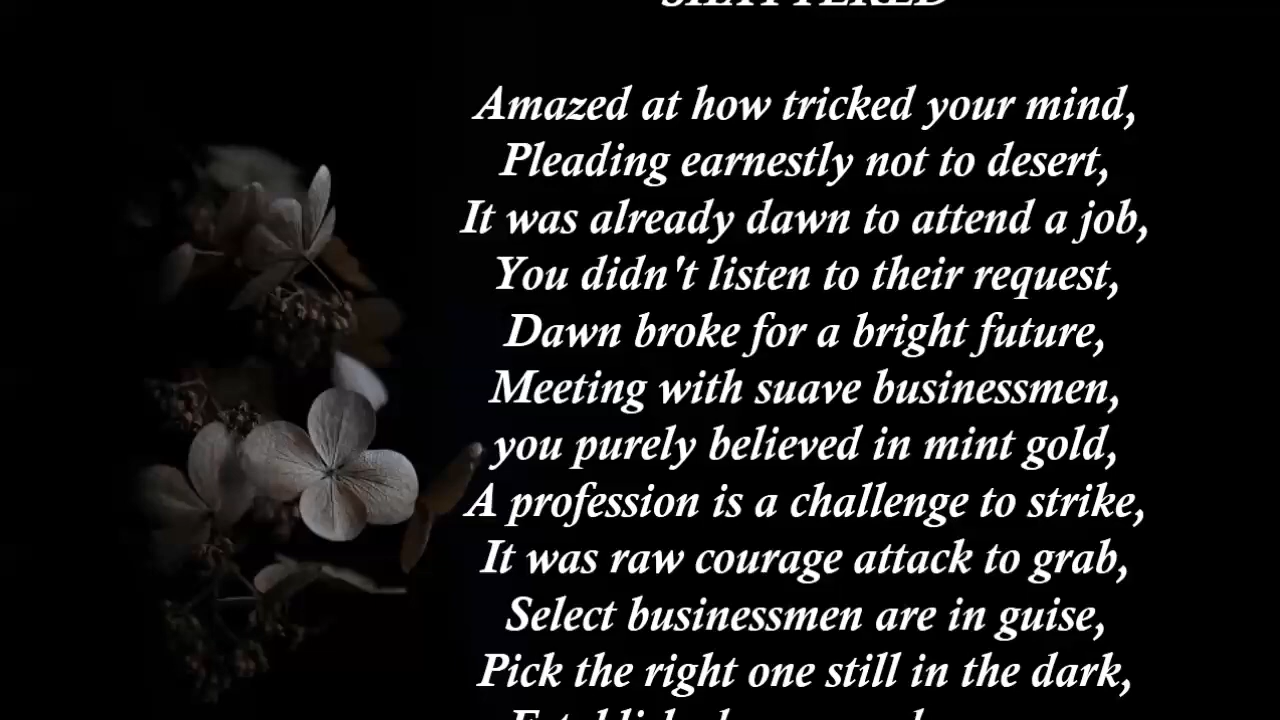 SHATTERED
Amazed at how tricked your mind,
Pleading earnestly not to desert,
It was already dawn to attend a job,
You didn't listen to their request,
Dawn broke for a bright future,
Meeting with suave businessmen,
you purely believed in mint gold,
A profession is a challenge to strike,
It was raw courage attack to grab,
Select businessmen are in guise,
Pick the right one still in the dark,